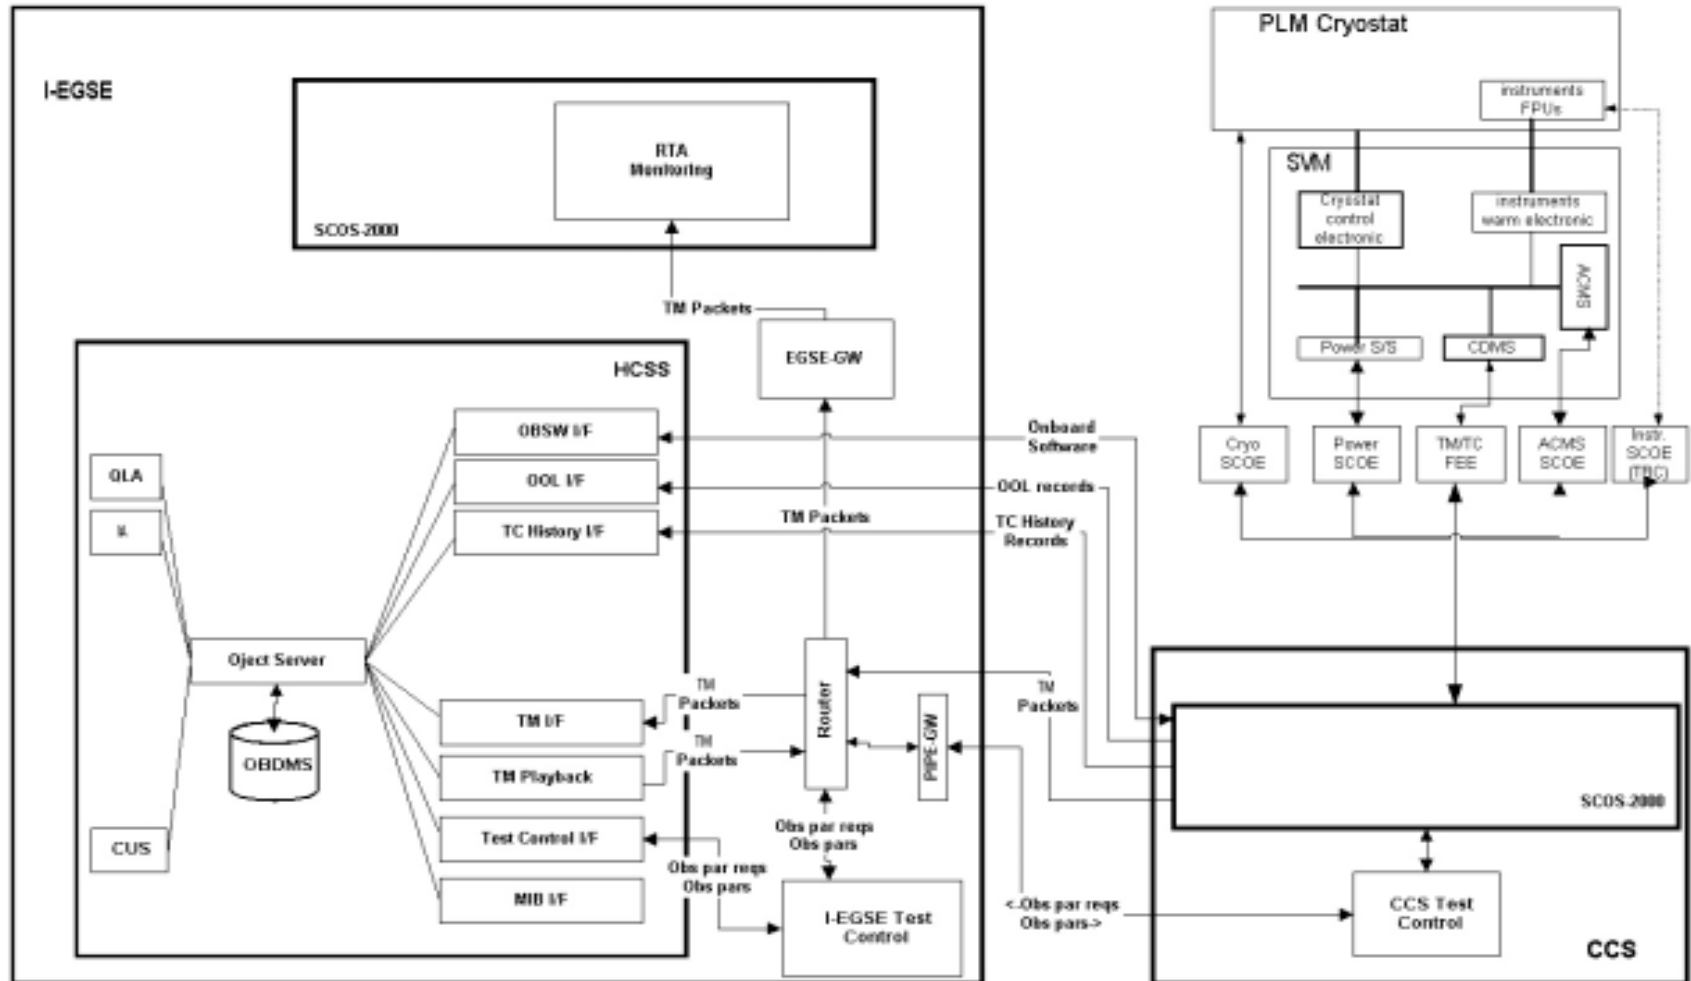 I-EGSE
RTA
Monitoring
SCOS-2000
TM Packets
EGSE-GW
HCSS
OBSW I/F
OOL I/F
TC History I/F
QLA
Oject Server
OBDMS
CUS
TM I/F
TM Playback
Test Control I/F
MIB I/F
TM
Packets
TM
Packets
TM Packets
Router
PIPE-GW
Obs par reqs
Obs pars
Obs par reqs
Obs pars
I-EGSE Test
Control
Onboard
Software
OOL records
TC History
Records
TM
Packets
<-Obs par reqs
Obs pars->
PLM Cryostat
instruments
FPUs
SVM
Cryostat
control
electronic
instruments
warm electronic
ACMS
Power S/S
CDMS
Cryo
SCOE
Power
SCOE
TM/TC
FEE
ACMS
SCOE
Instr.
SCOE
(TBC)
SCOS-2000
CCS Test
Control
CCS